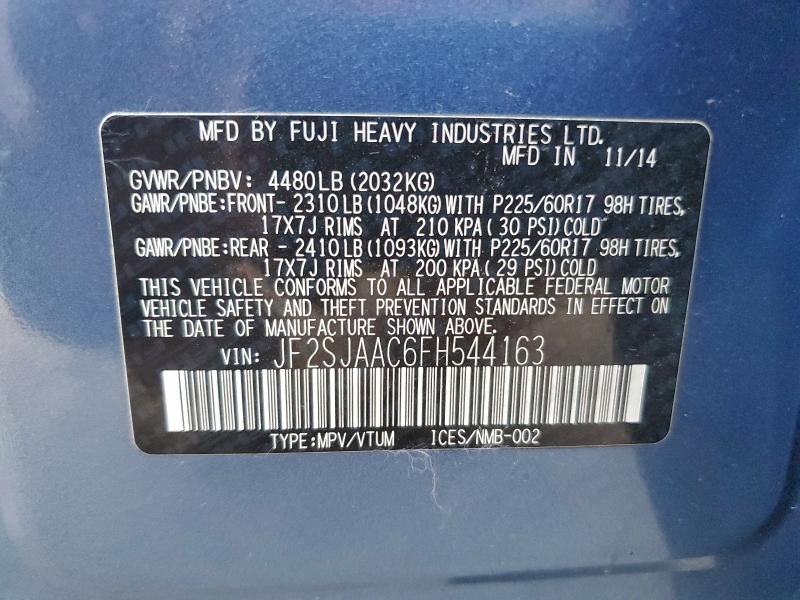 MFD BY FUJI HEAVY INDUSTRIES LTD.
MFD IN 11/14
GVWR/PNBV: 4480LB (2032KG)
GAWR/PNBE:FRONT- 2310LB (1048KG) WITH P225/60R17 98H TIRES,
17X7J RIMS AT 210 KPA ( 30 PSI) COLD
GAWR/PNBE:REAR - 2410LB (1093KG) WITH P225/60R17 98H TIRES,
17X7J RIMS AT 200 KPA ( 29 PSI) COLD
THIS VEHICLE CONFORMS TO ALL APPLICABLE FEDERAL MOTOR
VEHICLE SAFETY AND THEFT PREVENTION STANDARDS IN EFFECT ON
THE DATE OF MANUFACTURE SHOWN ABOVE.
VIN: JF2SJAAC6FH544163
TYPE:MPV/VTUM ICES/NMB-002